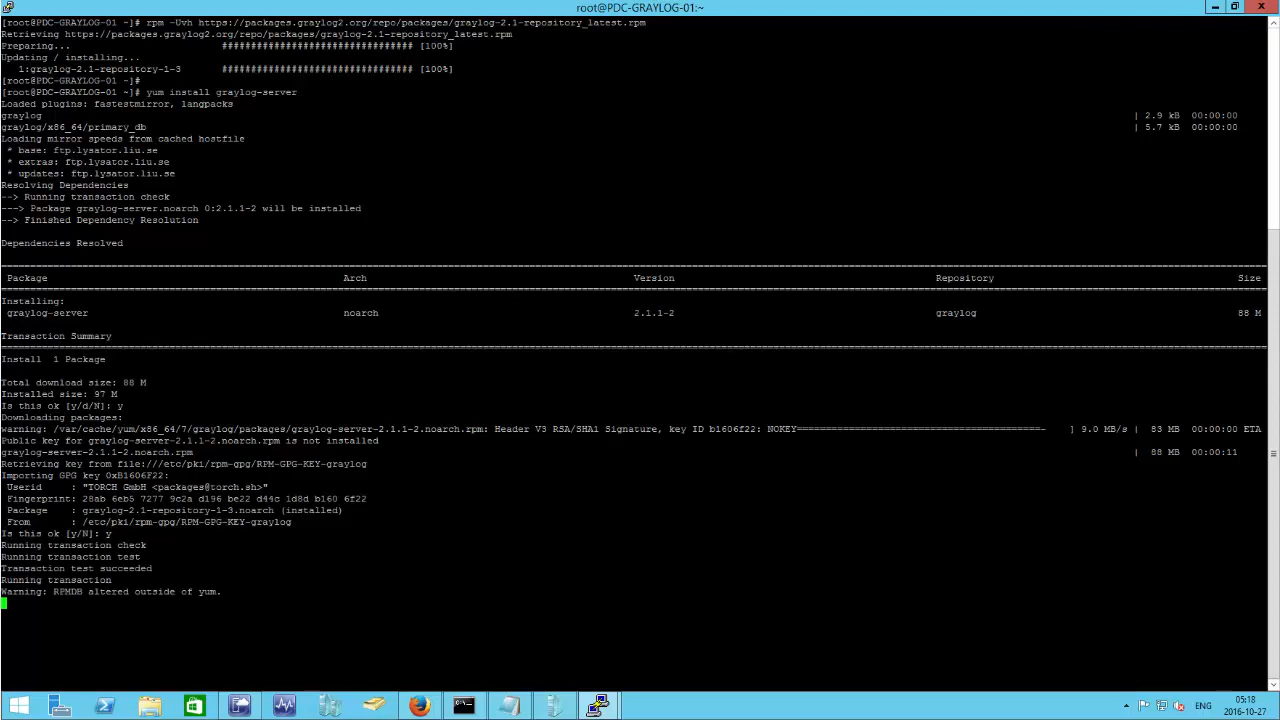 root@PDC-GRAYLOG-01:~
[root@PDC-GRAYLOG-01 ~]# rpm -Uvh https://packages.graylog2.org/repo/packages/graylog-2.1-repository_latest.rpm
Retrieving https://packages.graylog2.org/repo/packages/graylog-2.1-repository_latest.rpm
Preparing... ################################# [100%]
Updating / installing...
1:graylog-2.1-repository-1-3 ################################# [100%]
[root@PDC-GRAYLOG-01 ~]#
[root@PDC-GRAYLOG-01 ~]# yum install graylog-server
Loaded plugins: fastestmirror, langpacks
graylog | 2.9 kB 00:00:00
graylog/x86_64/primary_db | 5.7 kB 00:00:00
Loading mirror speeds from cached hostfile
* base: ftp.lysator.liu.se
* extras: ftp.lysator.liu.se
* updates: ftp.lysator.liu.se
Resolving Dependencies
--> Running transaction check
---> Package graylog-server.noarch 0:2.1.1-2 will be installed
--> Finished Dependency Resolution
Dependencies Resolved
Package Arch Version Repository Size
Installing:
graylog-server noarch 2.1.1-2 graylog 88 M
Transaction Summary
Install 1 Package
Total download size: 88 M
Installed size: 97 M
Is this ok [y/d/N]: y
Downloading packages:
warning: /var/cache/yum/x86_64/7/graylog/packages/graylog-server-2.1.1-2.noarch.rpm: Header V3 RSA/SHA1 Signature, key ID b1606f22: NOKEY==========================================- ] 9.0 MB/s | 83 MB 00:00:00 ETA
Public key for graylog-server-2.1.1-2.noarch.rpm is not installed
graylog-server-2.1.1-2.noarch.rpm | 88 MB 00:00:11
Retrieving key from file:///etc/pki/rpm-gpg/RPM-GPG-KEY-graylog
Importing GPG key 0xB1606F22:
Userid : "TORCH GmbH <packages@torch.sh>"
Fingerprint: 28ab 6eb5 7277 9c2a d196 be22 d44c 1d8d b160 6f22
Package : graylog-2.1-repository-1-3.noarch (installed)
From : /etc/pki/rpm-gpg/RPM-GPG-KEY-graylog
Is this ok [y/N]: y
Running transaction check
Running transaction test
Transaction test succeeded
Running transaction
Warning: RPMDB altered outside of yum.
ENG
05:18
2016-10-27